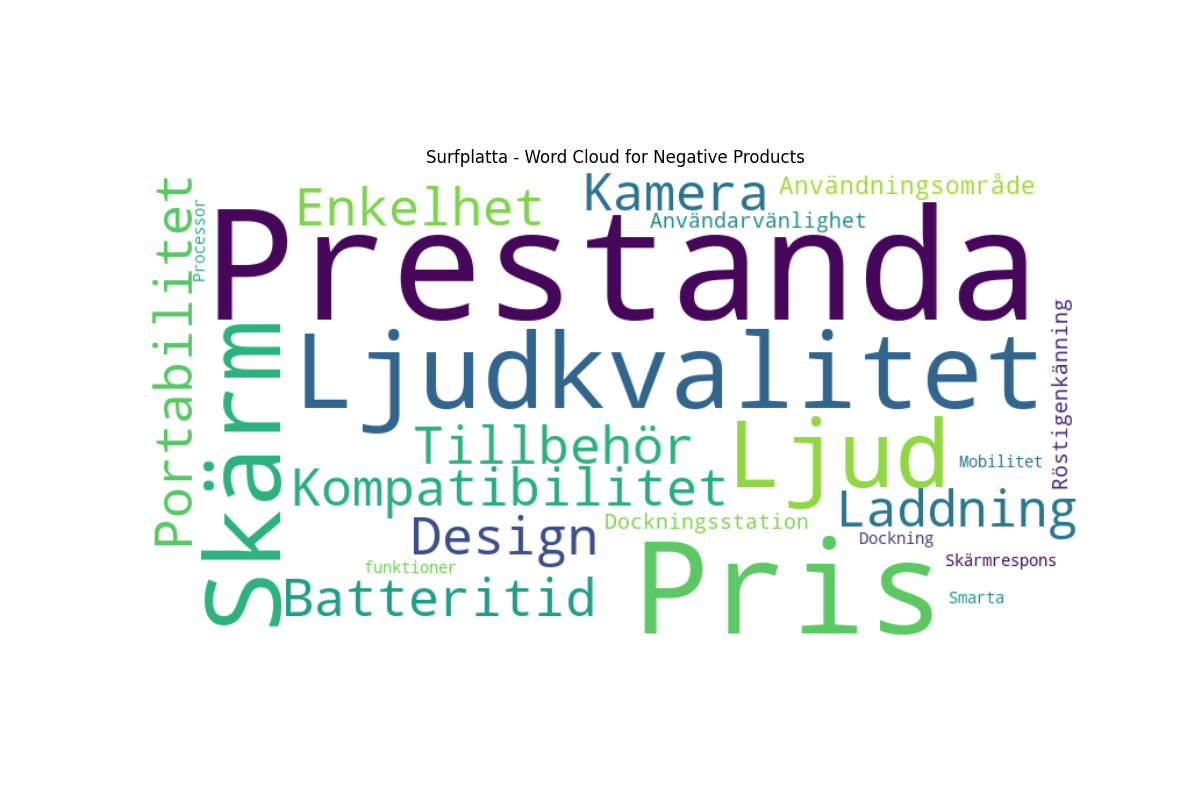 Surfplatta - Word Cloud for Negative Products
Portabilitet
Processor
Enkelhet
Kamera
Användningsområde
Användarvänlighet
Prestanda
Skärm
Ljudkvalitet
Röstigenkänning
Tillbehör
Ljud
Mobilitet
Kompatibilitet
Laddning
Design
Dockningsstation
Dockning
Skärmrespons
funktioner
Batteritid
Pris
Smarta